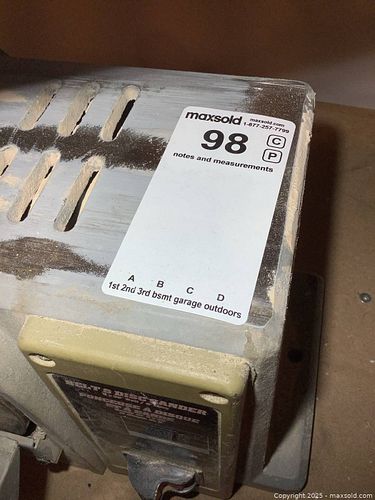 maxsold
maxsold.com
1-877-257-7799
98
C
P
notes and measurements
A B C D
1st 2nd 3rd bsmt garage outdoors
BELT & DISC SANDER
PONCEUSE À
Copyright © 2025 - maxsold.com